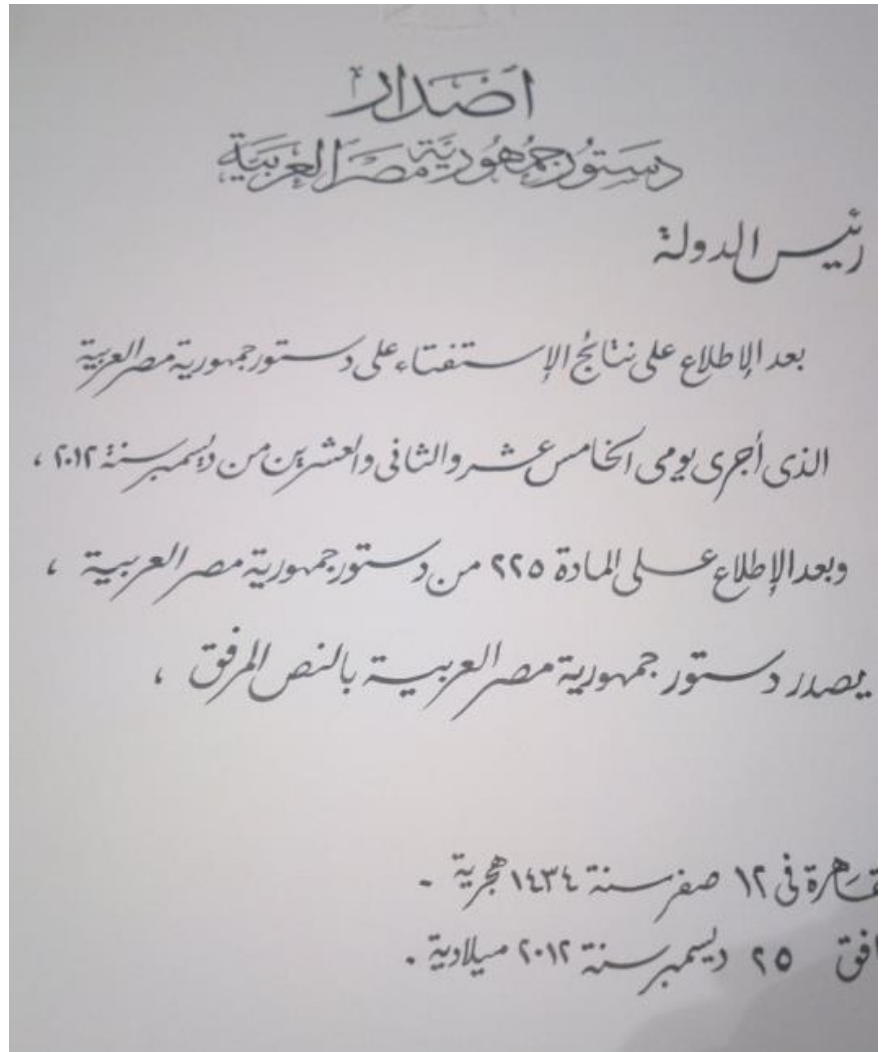 اصدار
دستور جمهورية مصر العربية
رئيس الدولة
بعد الإطلاع على نتائج الإستفتاء على دستور جمهورية مصر العربية
الذى أجرى يومى الخامس عشر والثانى والعشرين من ديسمبر سنة ٢٠١٢ ،
وبعد الإطلاع على المادة ٢٢٥ من دستور جمهورية مصر العربية ،
يصدر دستور جمهورية مصر العربية بالنص المرفق ،
قاهرة فى ١٢ صفر سنة ١٤٣٤ هجرية .
افق ٢٥ ديسمبر سنة ٢٠١٢ ميلادية .